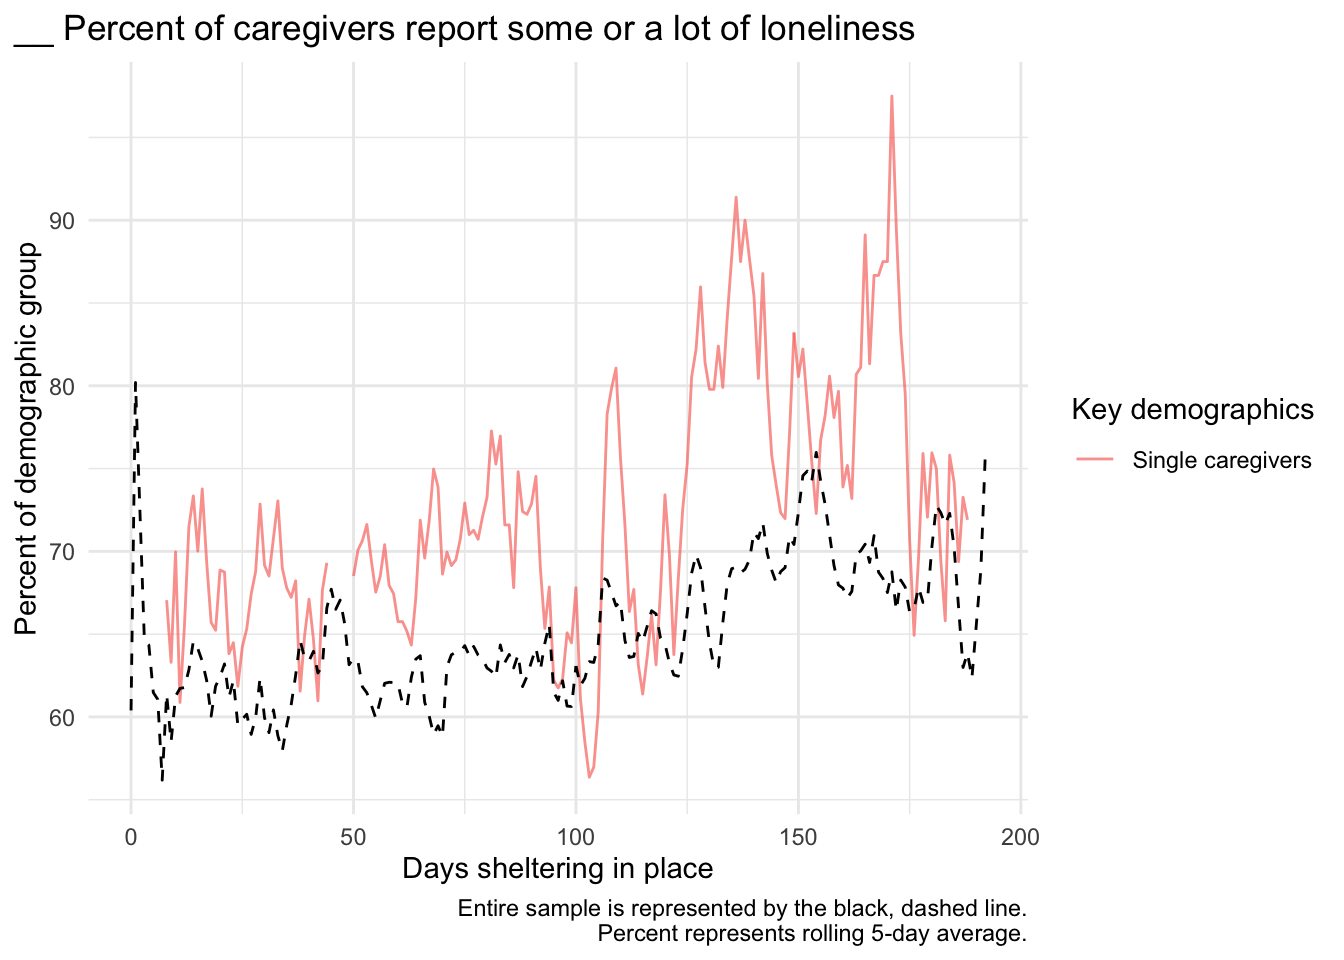 __ Percent of caregivers report some or a lot of loneliness
Percent of demographic group
90
80
70
60
0
50
100
150
200
Days sheltering in place
Key demographics
Single caregivers
Entire sample is represented by the black, dashed line.
Percent represents rolling 5-day average.